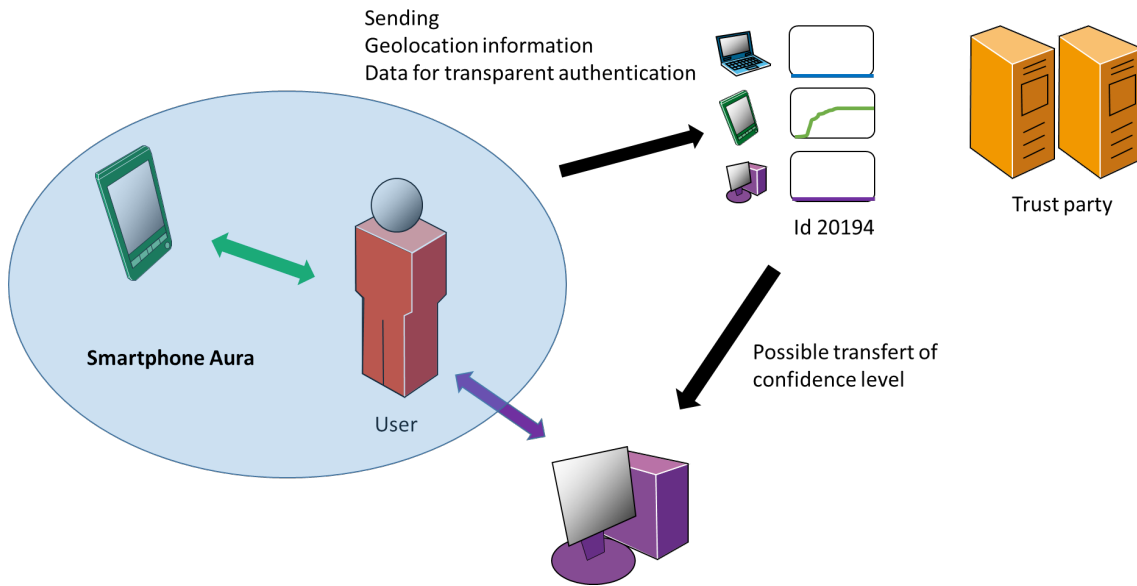 Sending
Geolocation information
Data for transparent authentication
Trust party
Id 20194
Smartphone Aura
Possible transfert of
confidence level
User